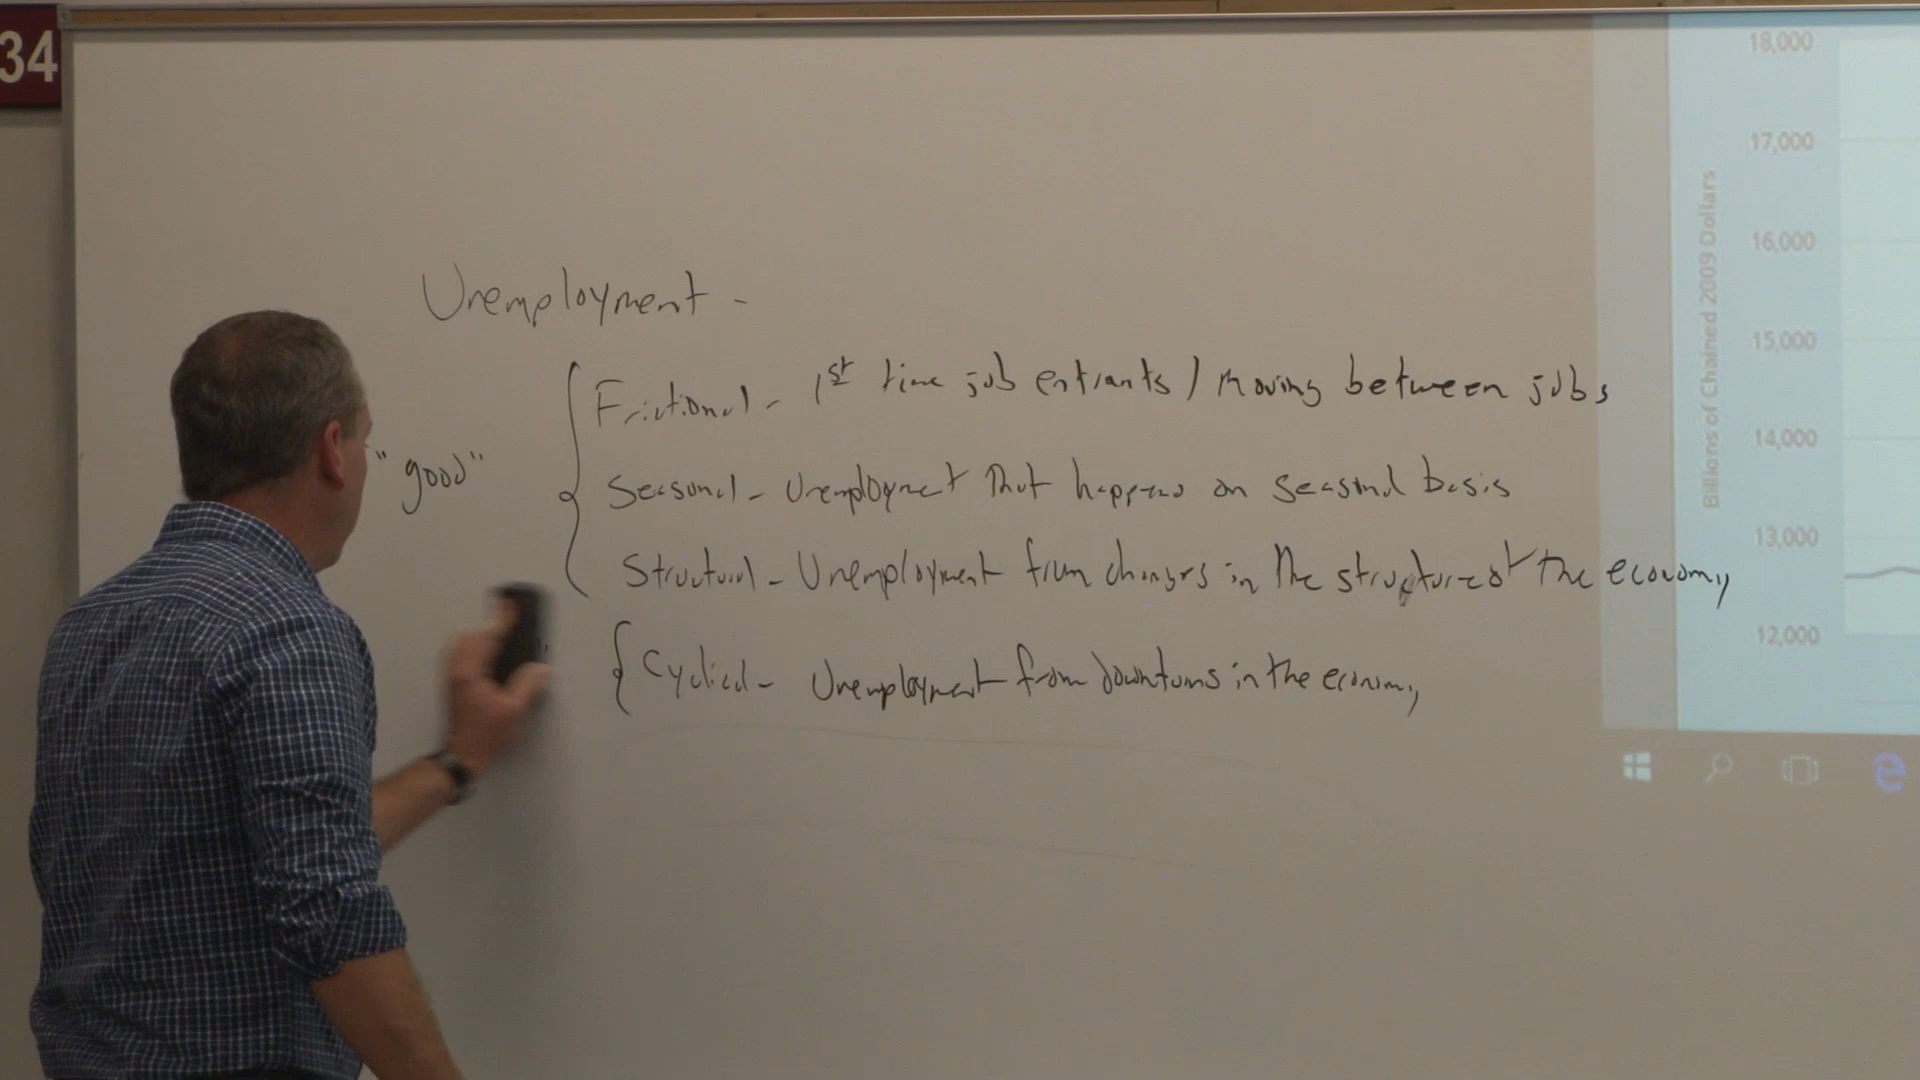 34
Unemployment -
"good"
Frictional - 1st time job entrants / Moving between jobs
Seasonal - Unemployment that happens on seasonal basis
Structural - Unemployment from changes in the structure of the economy
Cyclical - Unemployment from downturns in the economy
Billions of Chained 2009 Dollars
18,000
17,000
16,000
15,000
14,000
13,000
12,000